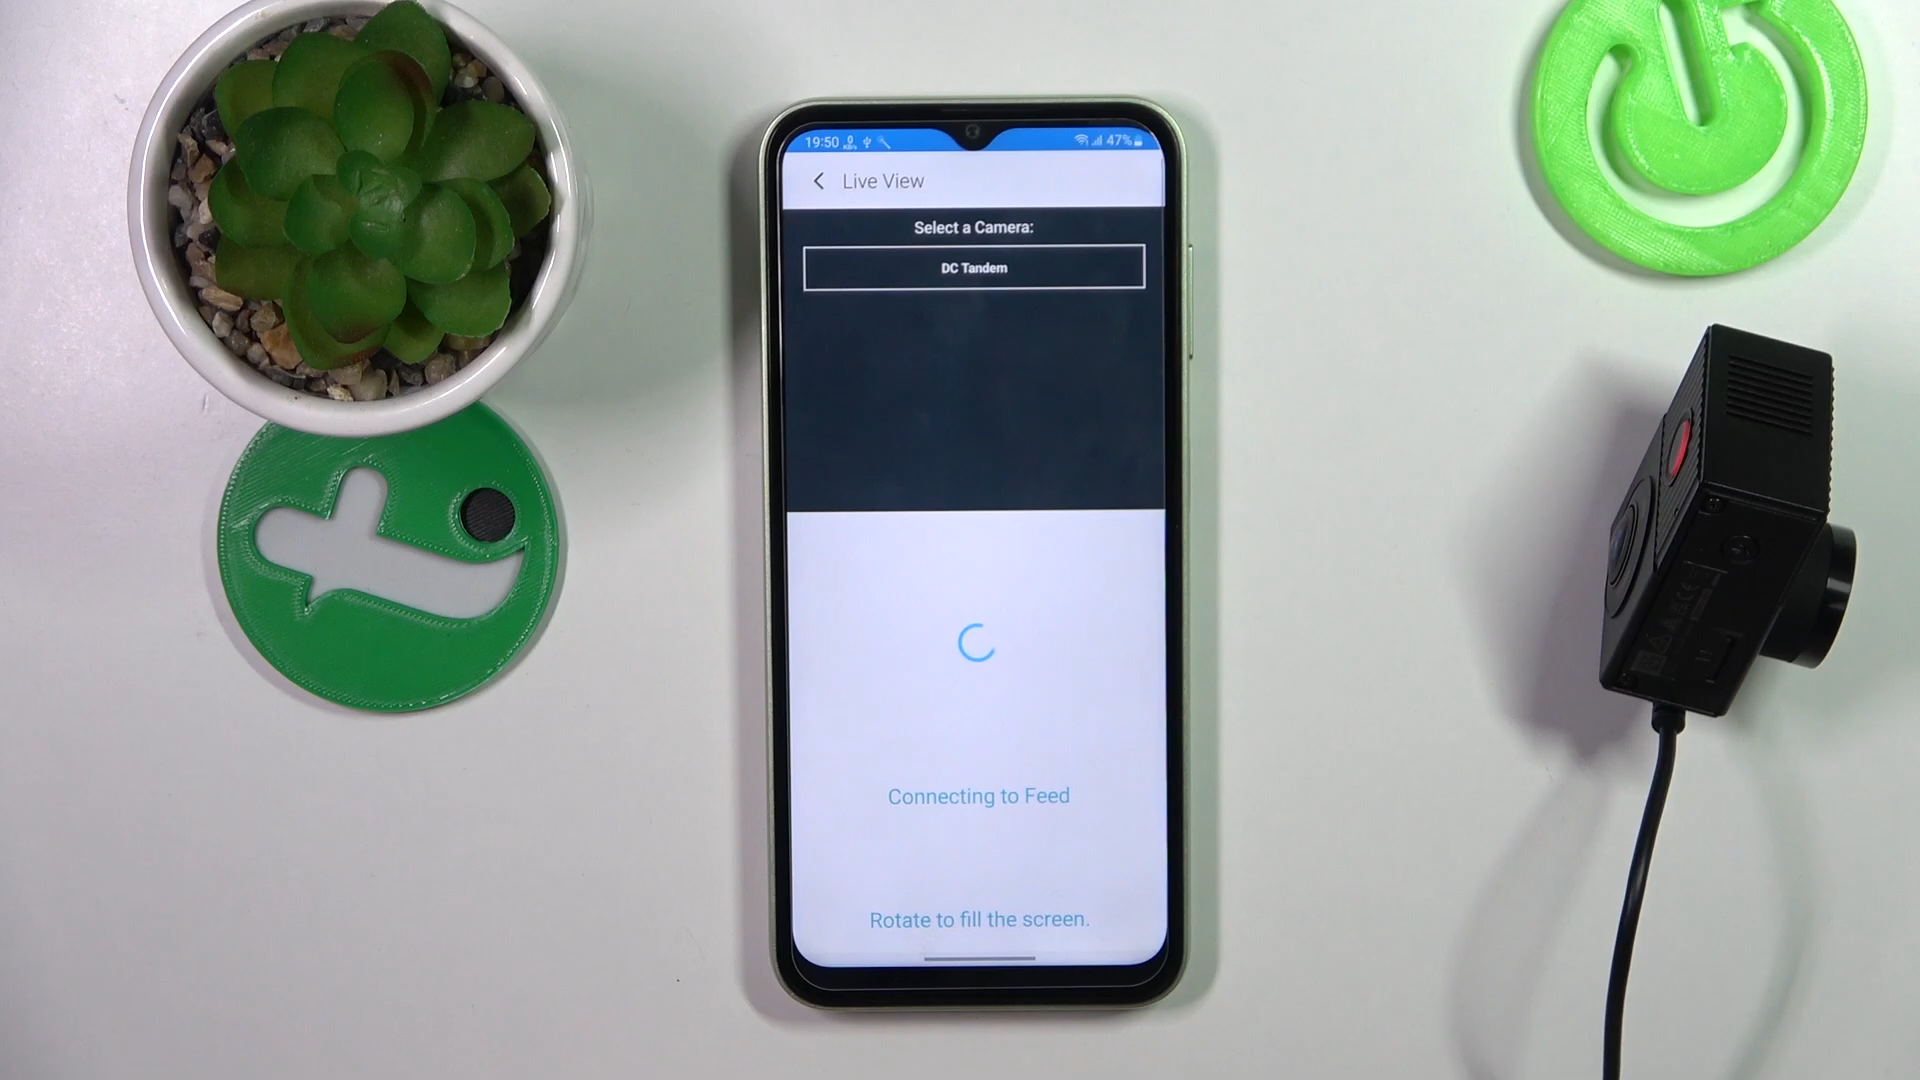 19:50 47%
Live View
Select a Camera:
DC Tandem
Connecting to Feed
Rotate to fill the screen.